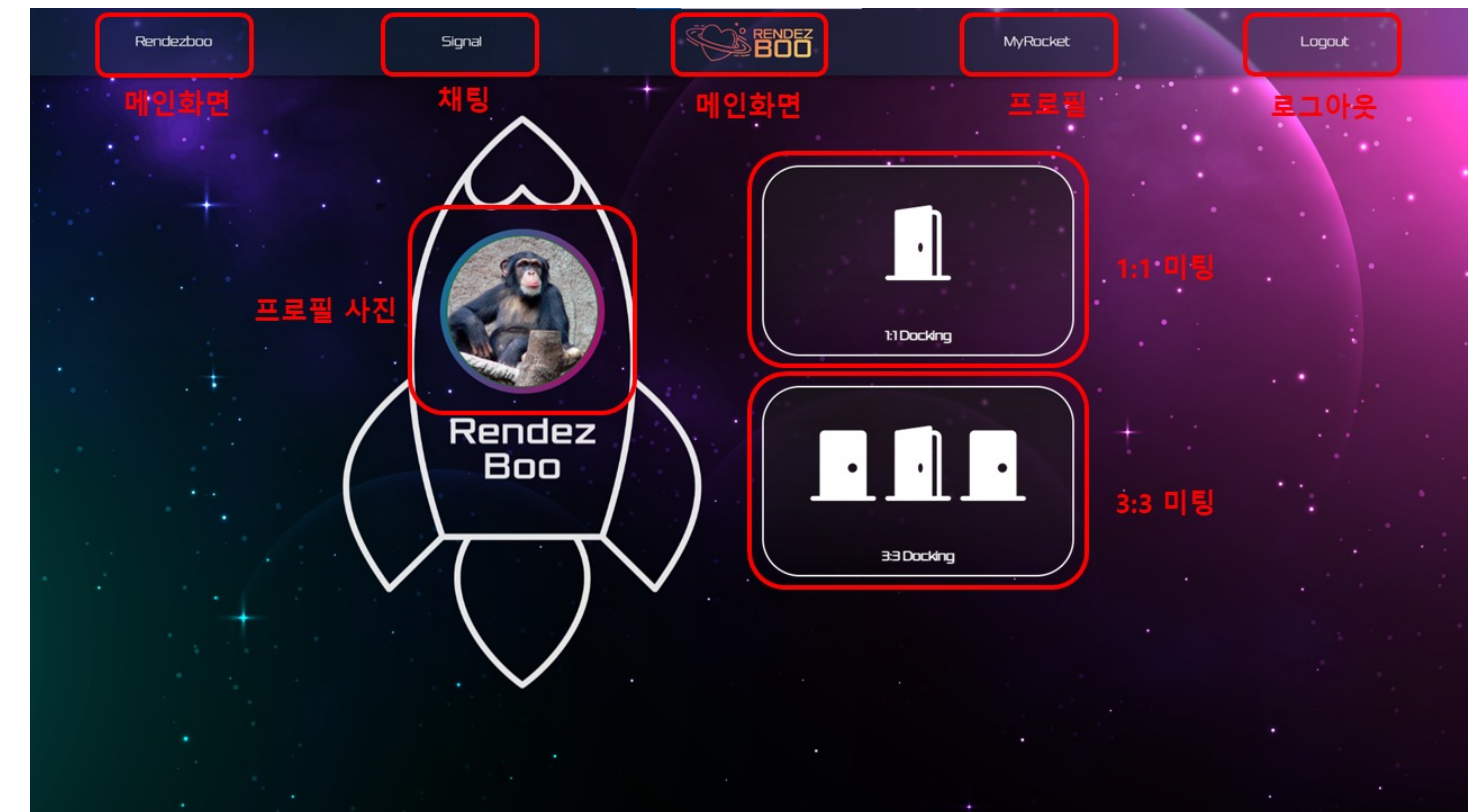 Rendezboo
Signal
RENDEZ
BOO
MyRocket
Logout
메인화면
채팅
메인화면
프로필
로그아웃
프로필 사진
Rendez
Boo
1:1 Docking
1:1 미팅
3:3 Docking
3:3 미팅